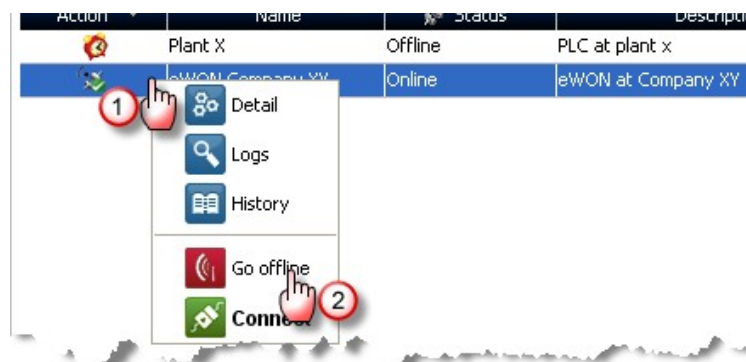 Action Name Status Descripti
Plant X Offline PLC at plant x
eWON Company XY Online eWON at Company XY
1
Detail
Logs
History
Go offline
2
Connect